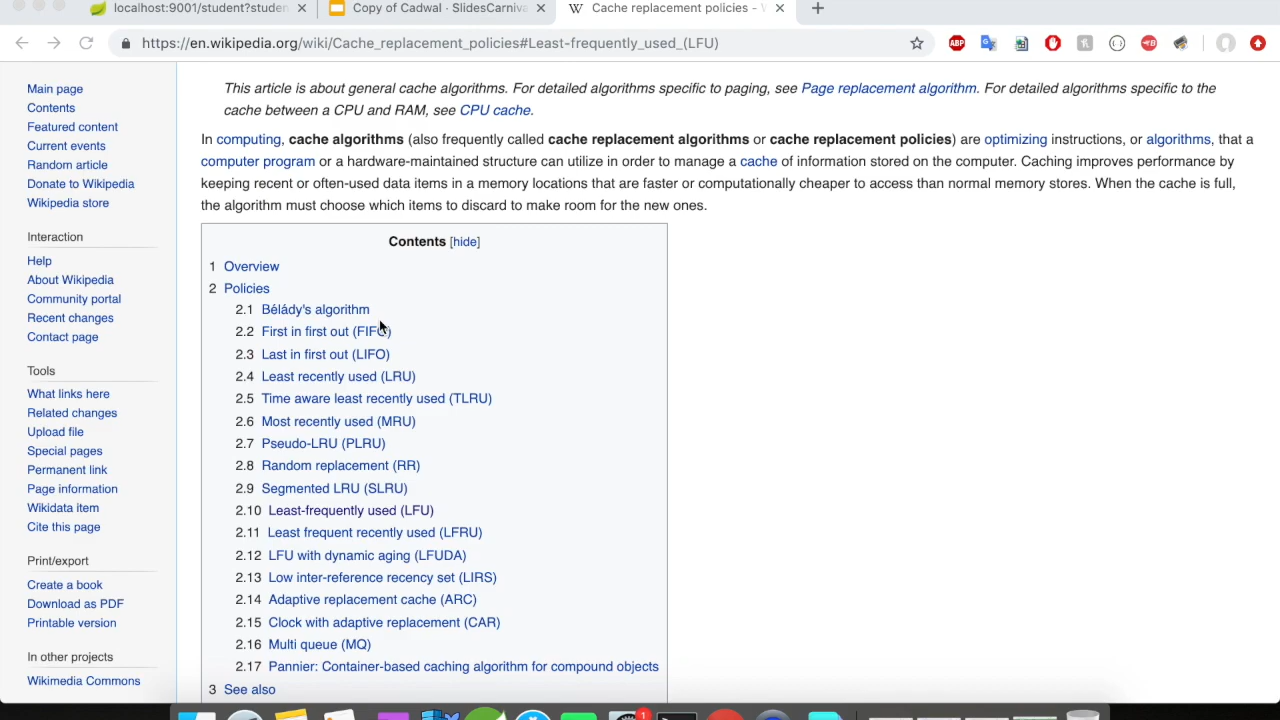 localhost:9001/student?studen
Copy of Cadwal · SlidesCarniva
Cache replacement policies - W
https://en.wikipedia.org/wiki/Cache_replacement_policies#Least-frequently_used_(LFU)
ABP
Main page
Contents
Featured content
Current events
Random article
Donate to Wikipedia
Wikipedia store
Interaction
Help
About Wikipedia
Community portal
Recent changes
Contact page
Tools
What links here
Related changes
Upload file
Special pages
Permanent link
Page information
Wikidata item
Cite this page
Print/export
Create a book
Download as PDF
Printable version
In other projects
Wikimedia Commons
This article is about general cache algorithms. For detailed algorithms specific to paging, see Page replacement algorithm. For detailed algorithms specific to the
cache between a CPU and RAM, see CPU cache.
In computing, cache algorithms (also frequently called cache replacement algorithms or cache replacement policies) are optimizing instructions, or algorithms, that a
computer program or a hardware-maintained structure can utilize in order to manage a cache of information stored on the computer. Caching improves performance by
keeping recent or often-used data items in a memory locations that are faster or computationally cheaper to access than normal memory stores. When the cache is full,
the algorithm must choose which items to discard to make room for the new ones.
Contents [hide]
1 Overview
2 Policies
2.1 Bélády's algorithm
2.2 First in first out (FIFO)
2.3 Last in first out (LIFO)
2.4 Least recently used (LRU)
2.5 Time aware least recently used (TLRU)
2.6 Most recently used (MRU)
2.7 Pseudo-LRU (PLRU)
2.8 Random replacement (RR)
2.9 Segmented LRU (SLRU)
2.10 Least-frequently used (LFU)
2.11 Least frequent recently used (LFRU)
2.12 LFU with dynamic aging (LFUDA)
2.13 Low inter-reference recency set (LIRS)
2.14 Adaptive replacement cache (ARC)
2.15 Clock with adaptive replacement (CAR)
2.16 Multi queue (MQ)
2.17 Pannier: Container-based caching algorithm for compound objects
3 See also
1